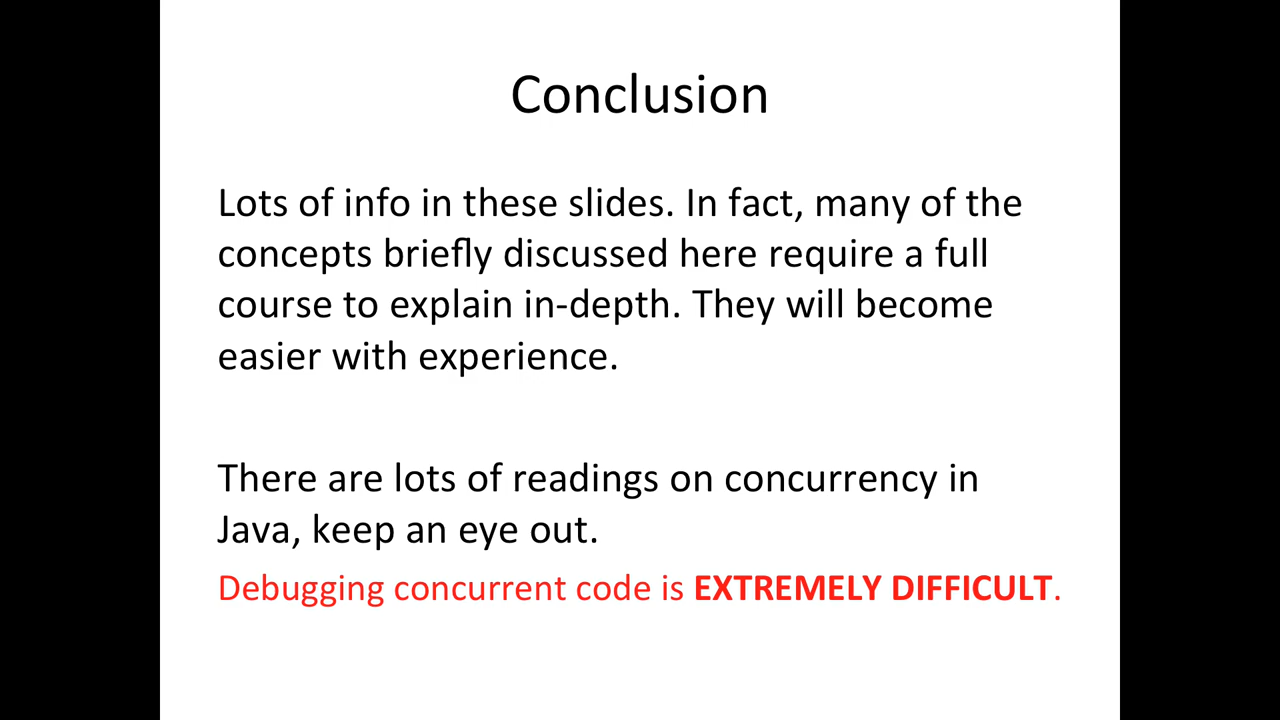 Conclusion
Lots of info in these slides. In fact, many of the
concepts briefly discussed here require a full
course to explain in-depth. They will become
easier with experience.
There are lots of readings on concurrency in
Java, keep an eye out.
Debugging concurrent code is EXTREMELY DIFFICULT.